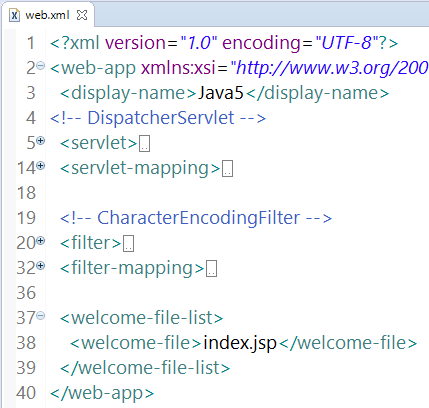 web.xml
1 <?xml version="1.0" encoding="UTF-8"?>
2 <web-app xmlns:xsi="http://www.w3.org/200
3 <display-name>Java5</display-name>
4 <!-- DispatcherServlet -->
5 <servlet>..
14 <servlet-mapping>..
18
19 <!-- CharacterEncodingFilter -->
20 <filter>..
32 <filter-mapping>..
36
37 <welcome-file-list>
38 <welcome-file>index.jsp</welcome-file>
39 </welcome-file-list>
40 </web-app>